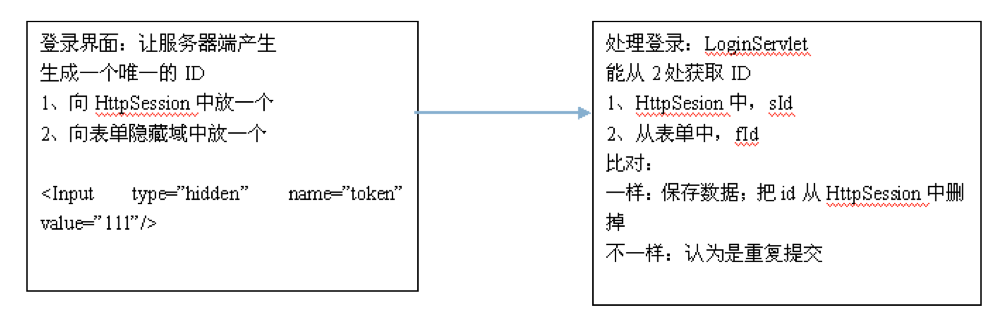 登录界面：让服务器端产生
生成一个唯一的 ID
1、向 HttpSession 中放一个
2、向表单隐藏域中放一个
<Input type=”hidden” name=”token”
value=”111”/>
处理登录：LoginServlet
能从 2 处获取 ID
1、HttpSesion 中，sId
2、从表单中，fId
比对：
一样：保存数据；把 id 从 HttpSession 中删
掉
不一样：认为是重复提交